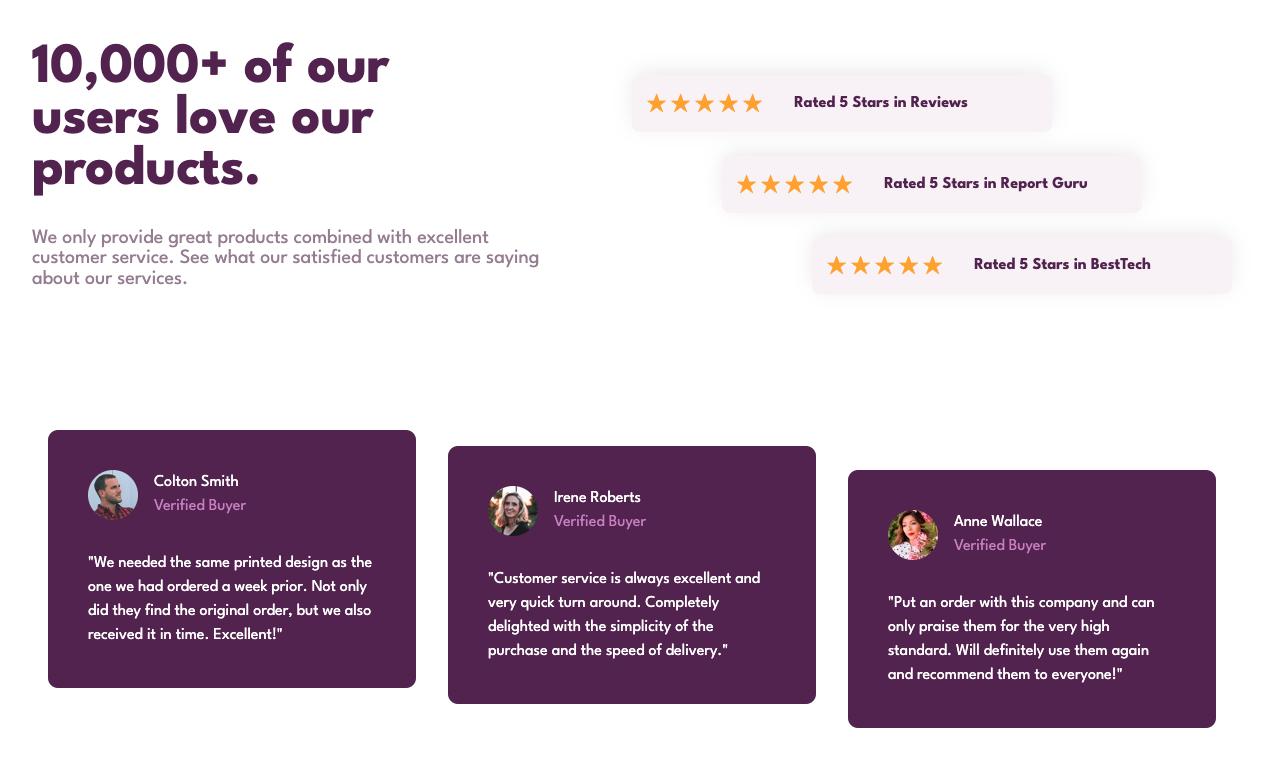 10,000+ of our
users love our
products.
We only provide great products combined with excellent
customer service. See what our satisfied customers are saying
about our services.
Rated 5 Stars in Reviews
Rated 5 Stars in Report Guru
Rated 5 Stars in BestTech
Colton Smith
Verified Buyer
"We needed the same printed design as the
one we had ordered a week prior. Not only
did they find the original order, but we also
received it in time. Excellent!"
Irene Roberts
Verified Buyer
"Customer service is always excellent and
very quick turn around. Completely
delighted with the simplicity of the
purchase and the speed of delivery."
Anne Wallace
Verified Buyer
"Put an order with this company and can
only praise them for the very high
standard. Will definitely use them again
and recommend them to everyone!"